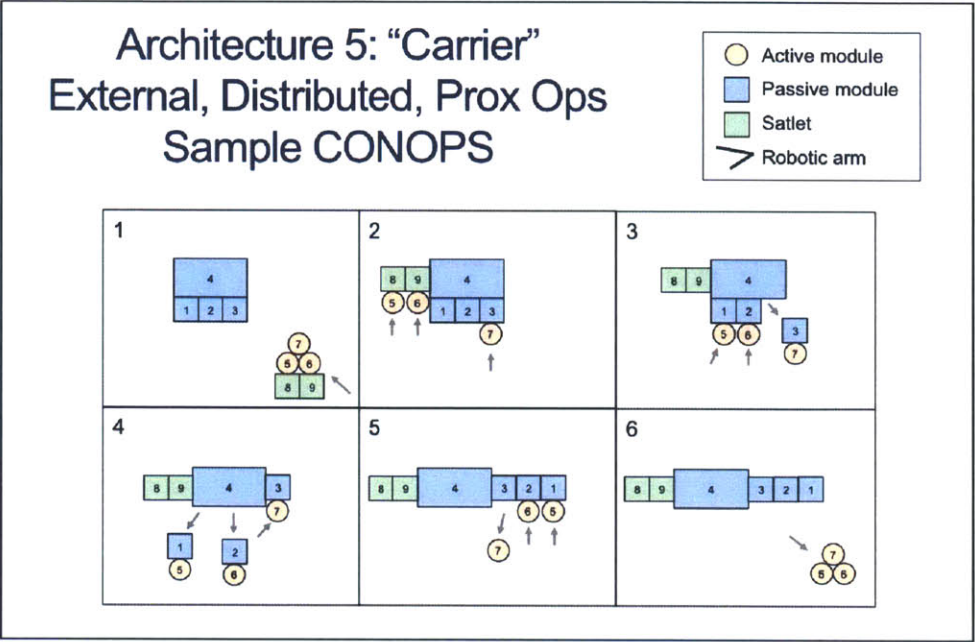 Architecture 5: “Carrier”
External, Distributed, Prox Ops
Sample CONOPS
Active module
Passive module
Satlet
Robotic arm
1
4
1 2 3
7
5 6
8 9
2
8 9 4
5 6
1 2 3
7
3
8 9 4
1 2
5 6
3
7
4
8 9 4 3
7
1 2
5 6
5
8 9 4 3 2 1
6 5
7
6
8 9 4 3 2 1
7
5 6